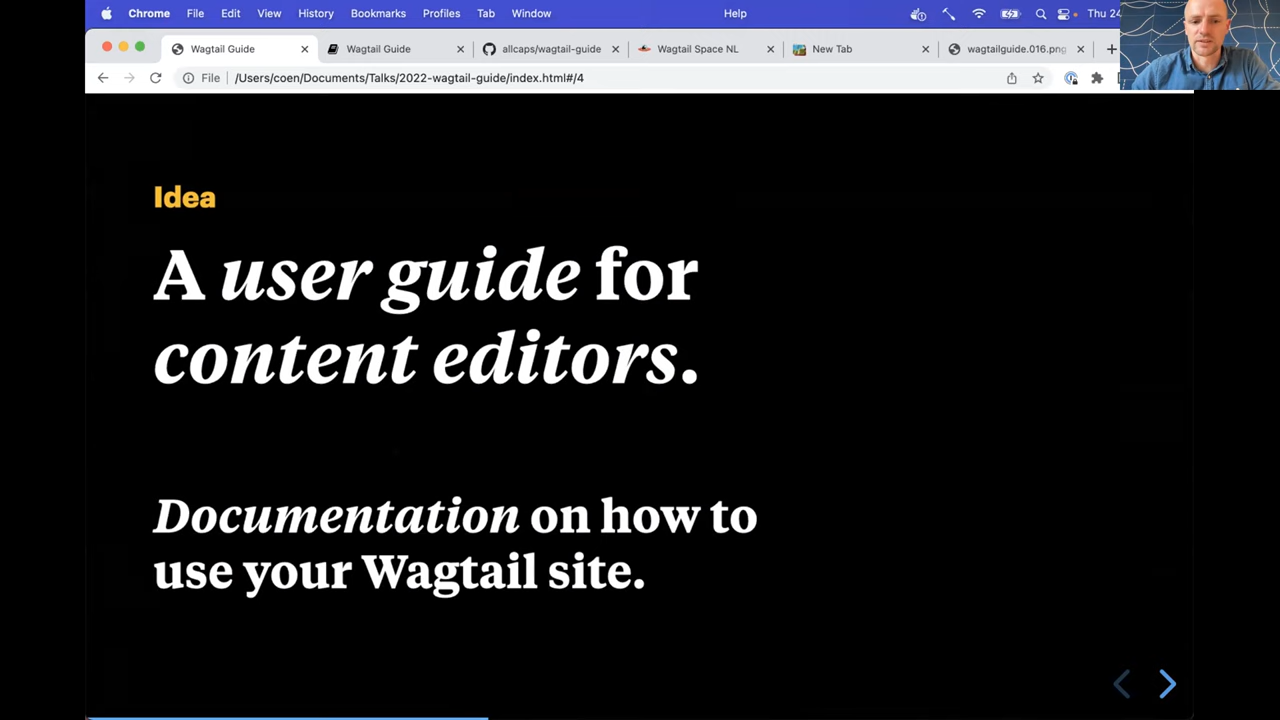 Chrome File Edit View History Bookmarks Profiles Tab Window Help Thu 24
Wagtail Guide Wagtail Guide allcaps/wagtail-guide Wagtail Space NL New Tab wagtailguide.016.png
File /Users/coen/Documents/Talks/2022-wagtail-guide/index.html#/4
Idea
A user guide for
content editors.
Documentation on how to
use your Wagtail site.